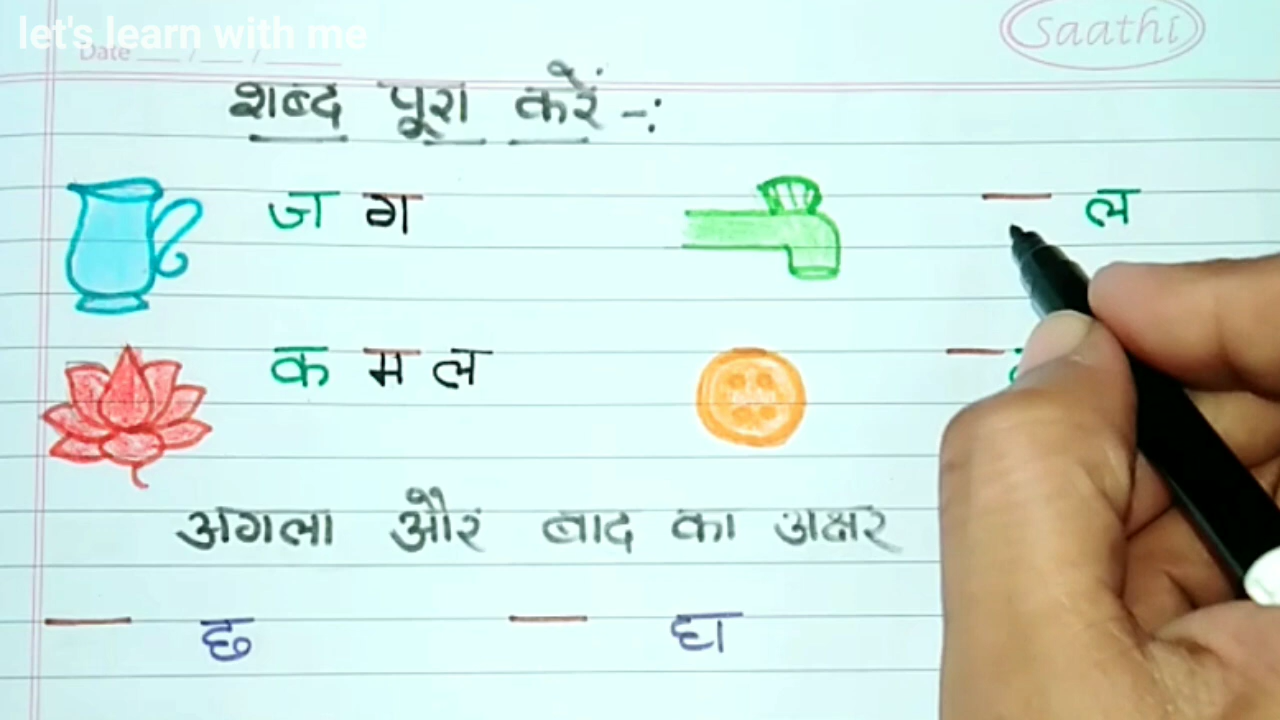 let's learn with me
Date
Saathi
शब्द पूरा करें -:
ज ग
ल
क म ल
अगला और बाद का अक्षर
छ
घ